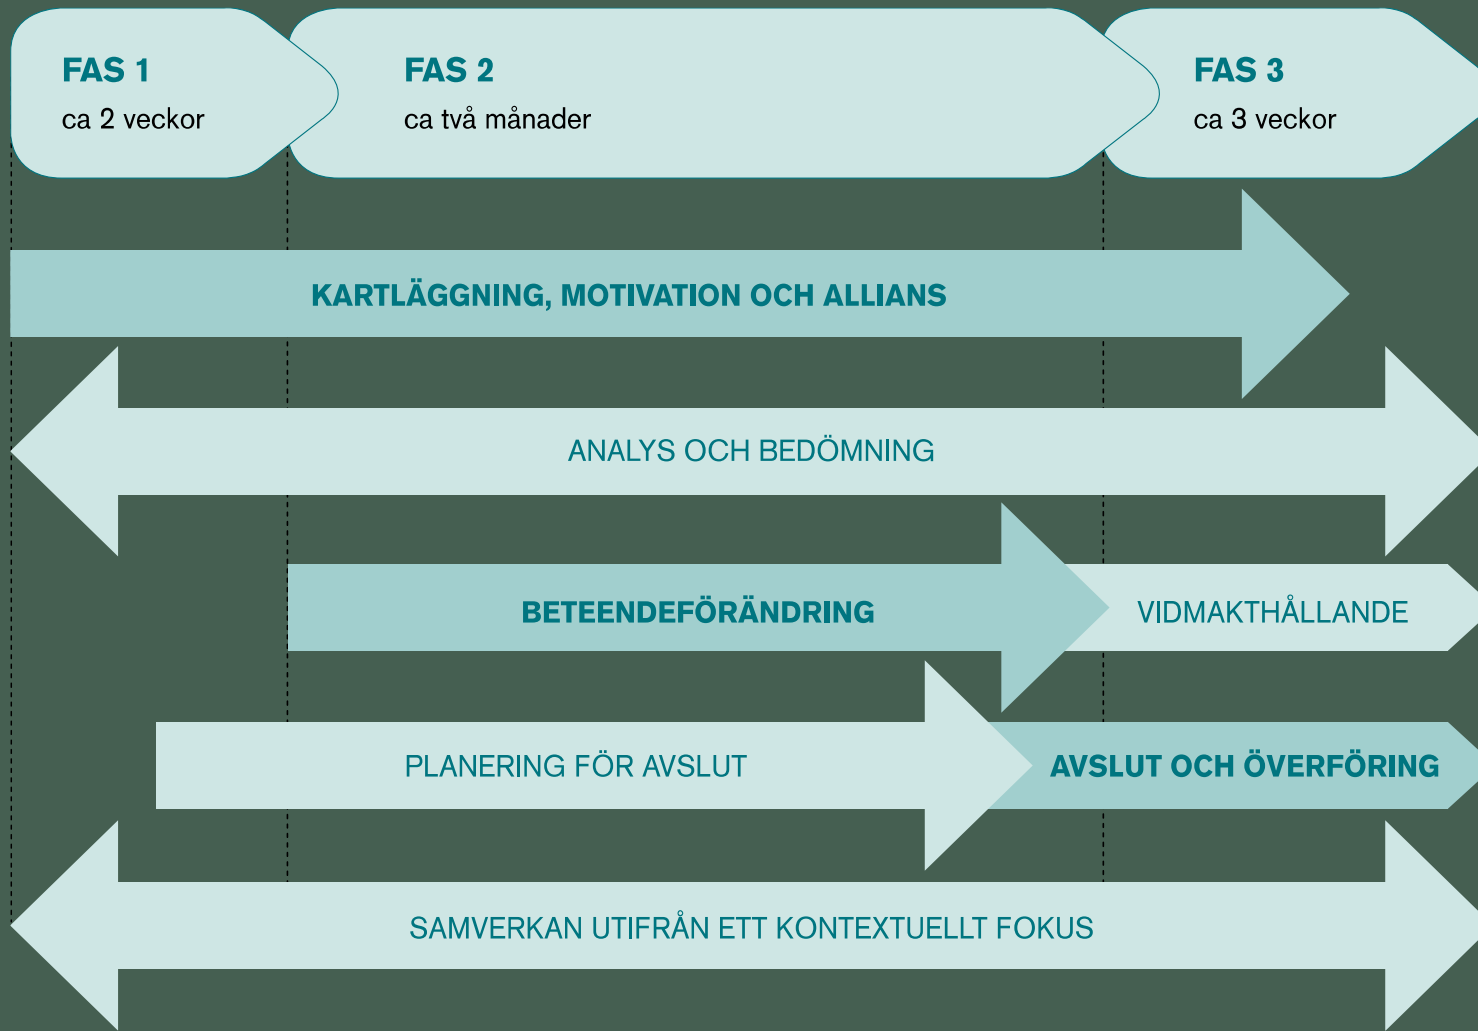 FAS 1
ca 2 veckor
FAS 2
ca två månader
FAS 3
ca 3 veckor
KARTLÄGGNING, MOTIVATION OCH ALLIANS
ANALYS OCH BEDÖMNING
BETEENDEFÖRÄNDRING
VIDMAKTHÅLLANDE
PLANERING FÖR AVSLUT
AVSLUT OCH ÖVERFÖRING
SAMVERKAN UTIFRÅN ETT KONTEXTUELLT FOKUS